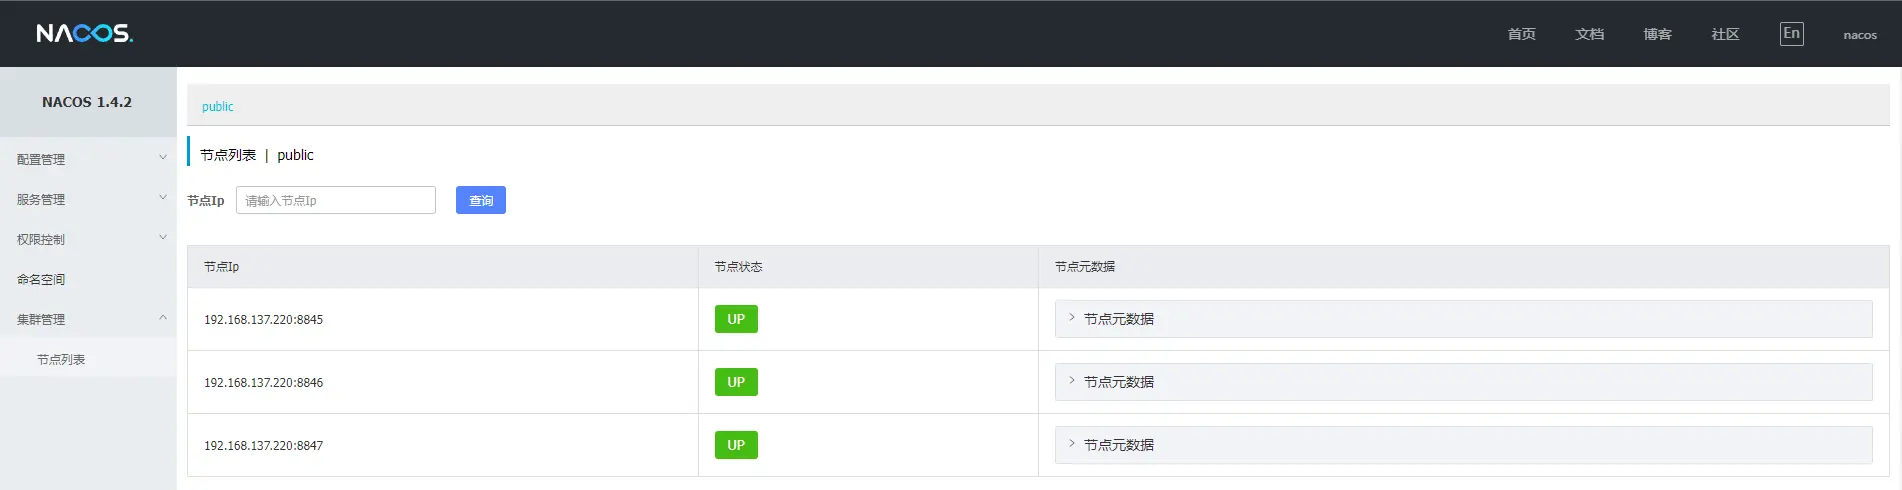 NACOS.
首页
文档
博客
社区
En
nacos
NACOS 1.4.2
配置管理
服务管理
权限控制
命名空间
集群管理
节点列表
public
节点列表 | public
节点Ip
请输入节点Ip
查询
节点Ip 节点状态 节点元数据
192.168.137.220:8845 UP 节点元数据
192.168.137.220:8846 UP 节点元数据
192.168.137.220:8847 UP 节点元数据